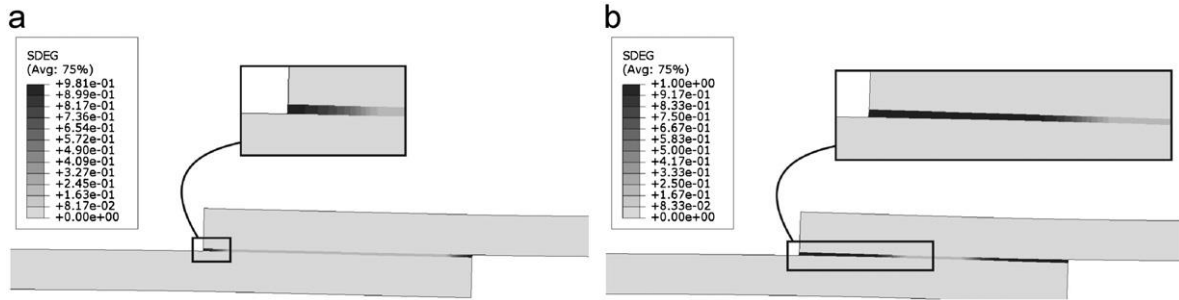 a
SDEG
(Avg: 75%)
+9.81e-01
+8.99e-01
+8.17e-01
+7.36e-01
+6.54e-01
+5.72e-01
+4.90e-01
+4.09e-01
+3.27e-01
+2.45e-01
+1.63e-01
+8.17e-02
+0.00e+00
b
SDEG
(Avg: 75%)
+1.00e+00
+9.17e-01
+8.33e-01
+7.50e-01
+6.67e-01
+5.83e-01
+5.00e-01
+4.17e-01
+3.33e-01
+2.50e-01
+1.67e-01
+8.33e-02
+0.00e+00